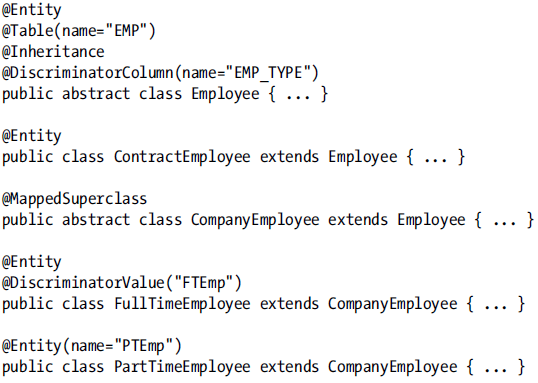 @Entity
@Table(name="EMP")
@Inheritance
@DiscriminatorColumn(name="EMP_TYPE")
public abstract class Employee { ... }
@Entity
public class ContractEmployee extends Employee { ... }
@MappedSuperclass
public abstract class CompanyEmployee extends Employee { ... }
@Entity
@DiscriminatorValue("FTEmp")
public class FullTimeEmployee extends CompanyEmployee { ... }
@Entity(name="PTEmp")
public class PartTimeEmployee extends CompanyEmployee { ... }